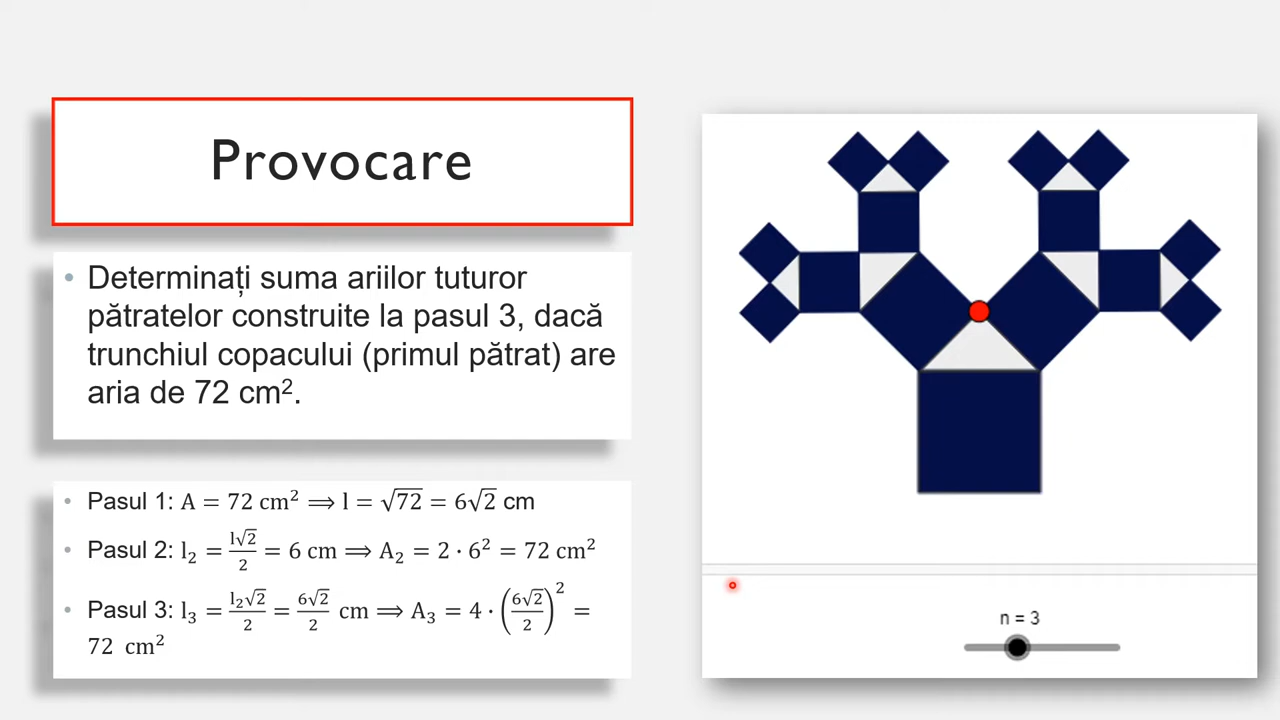 Provocare
• Determinați suma ariilor tuturor
pătratelor construite la pasul 3, dacă
trunchiul copacului (primul pătrat) are
aria de 72 cm².
• Pasul 1: A = 72 cm² ⟹ l = √72 = 6√2 cm
• Pasul 2: l₂ = l√2/2 = 6 cm ⟹ A₂ = 2 · 6² = 72 cm²
• Pasul 3: l₃ = l₂√2/2 = 6√2/2 cm ⟹ A₃ = 4 · (6√2/2)² =
72 cm²
n = 3